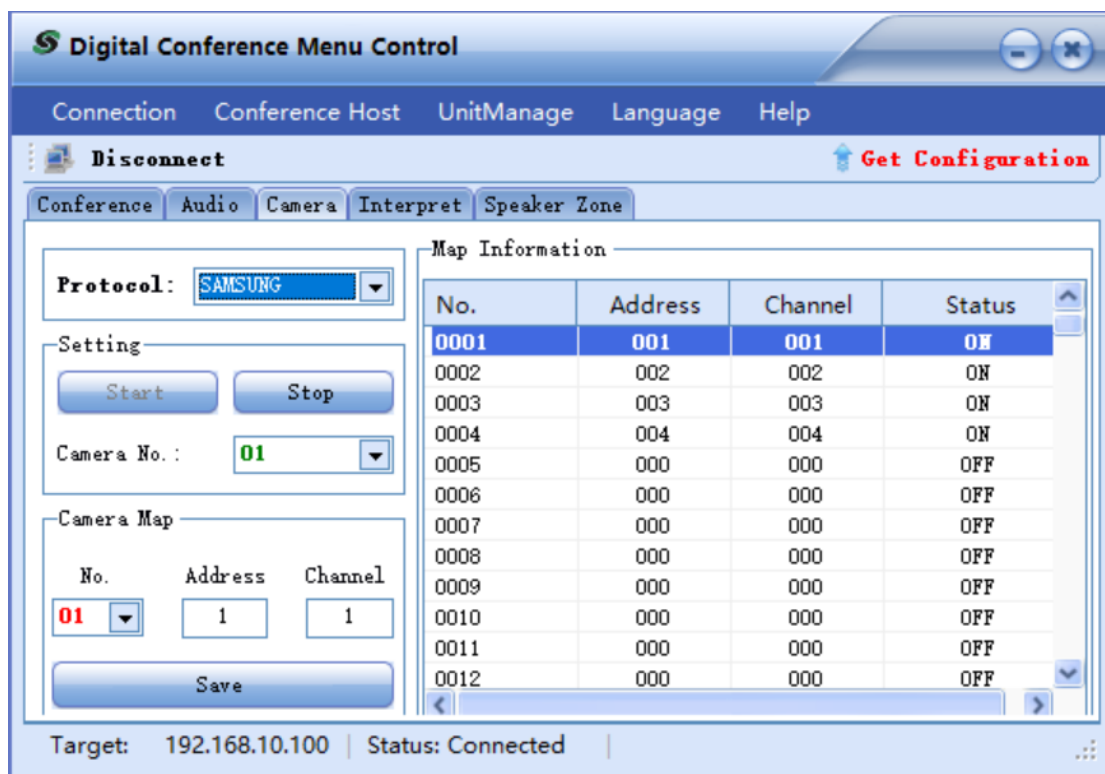 Digital Conference Menu Control
Connection Conference Host UnitManage Language Help
Disconnect Get Configuration
Conference Audio Camera Interpret Speaker Zone
Protocol: SAMSUNG
Setting
Start Stop
Camera No.: 01
Camera Map
No. Address Channel
01 1 1
Save
Map Information
No. Address Channel Status
0001 001 001 ON
0002 002 002 ON
0003 003 003 ON
0004 004 004 ON
0005 000 000 OFF
0006 000 000 OFF
0007 000 000 OFF
0008 000 000 OFF
0009 000 000 OFF
0010 000 000 OFF
0011 000 000 OFF
0012 000 000 OFF
Target: 192.168.10.100 | Status: Connected |